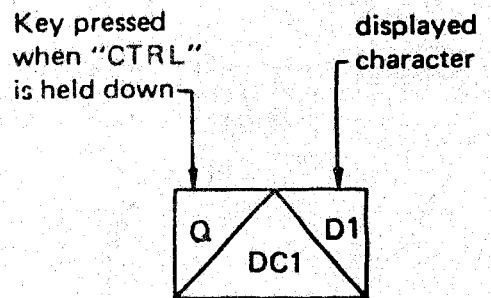 Key pressed
when "CTRL"
is held down
displayed
character
Q
D1
DC1